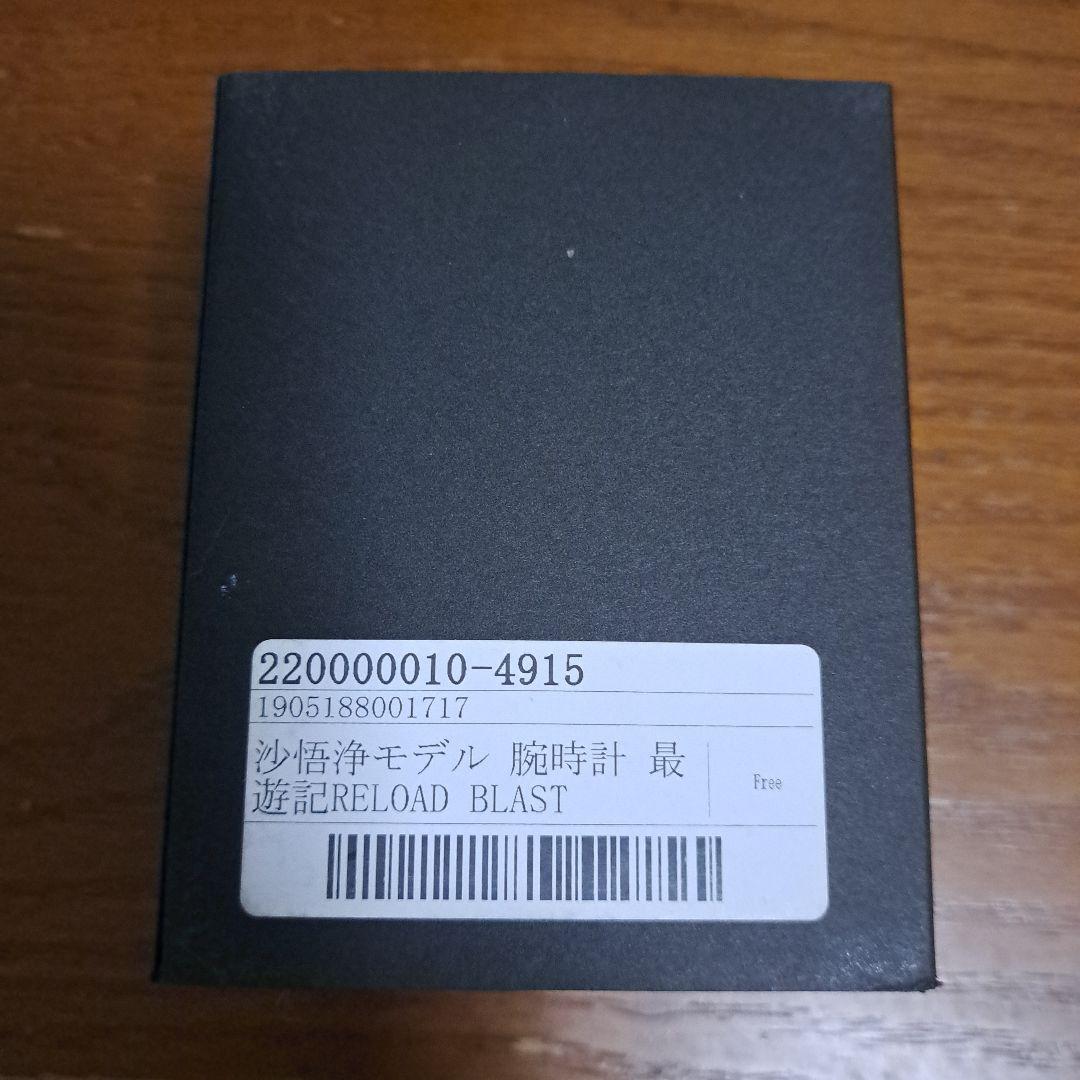 220000010-4915
1905188001717
沙悟浄モデル 腕時計 最
遊記RELOAD BLAST
Free